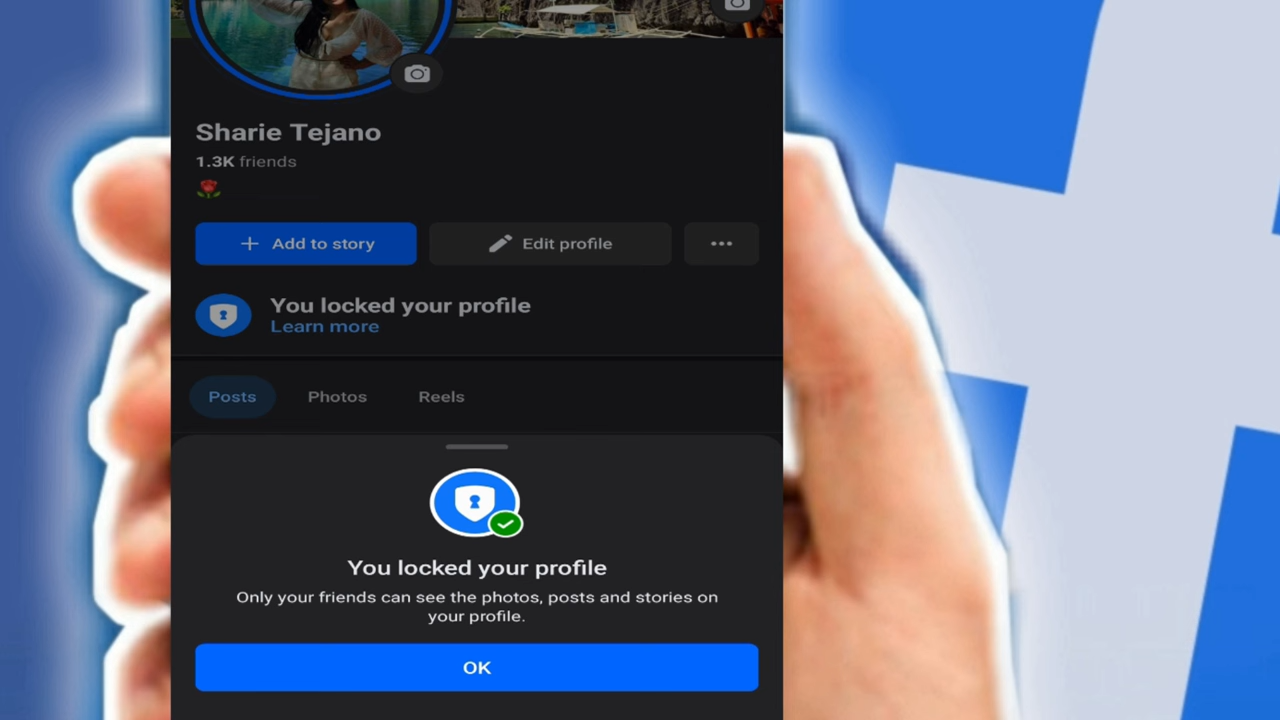 Sharie Tejano
1.3K friends
+ Add to story
Edit profile
You locked your profile
Learn more
Posts
Photos
Reels
You locked your profile
Only your friends can see the photos, posts and stories on
your profile.
OK